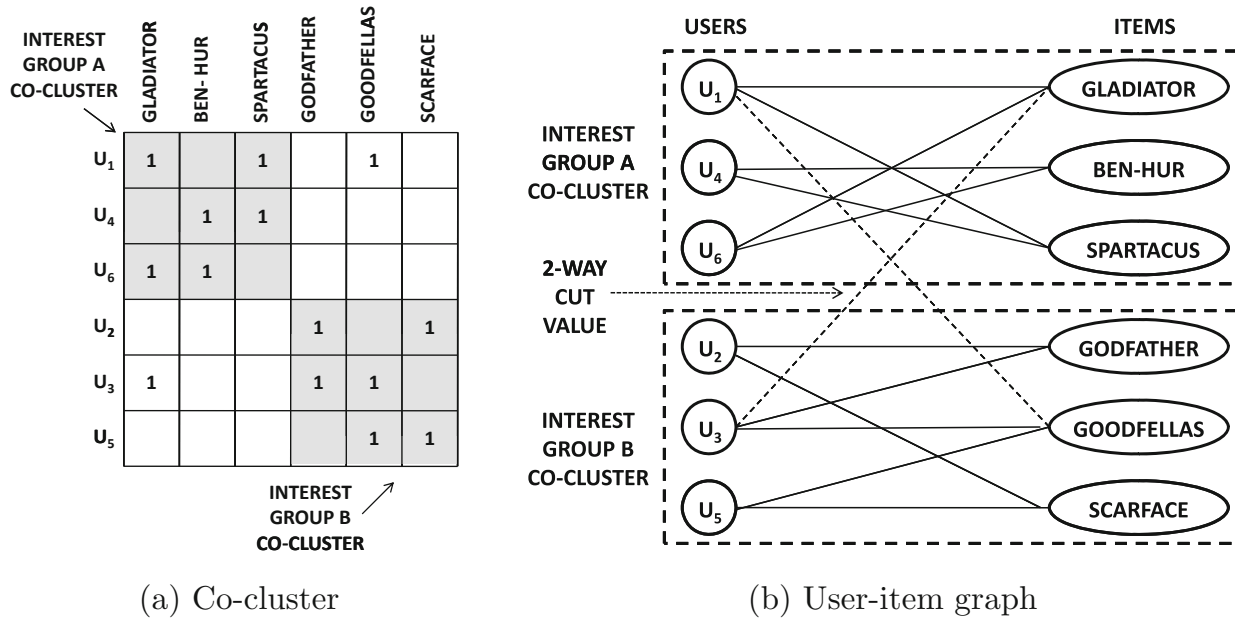 INTEREST
GROUP A
CO-CLUSTER
GLADIATOR
BEN- HUR
SPARTACUS
GODFATHER
GOODFELLAS
SCARFACE
U1 1 1 1
U4 1 1
U6 1 1
U2 1 1
U3 1 1 1
U5 1 1
INTEREST
GROUP B
CO-CLUSTER
(a) Co-cluster
USERS ITEMS
INTEREST
GROUP A
CO-CLUSTER
U1 GLADIATOR
U4 BEN-HUR
U6 SPARTACUS
2-WAY
CUT
VALUE
INTEREST
GROUP B
CO-CLUSTER
U2 GODFATHER
U3 GOODFELLAS
U5 SCARFACE
(b) User-item graph